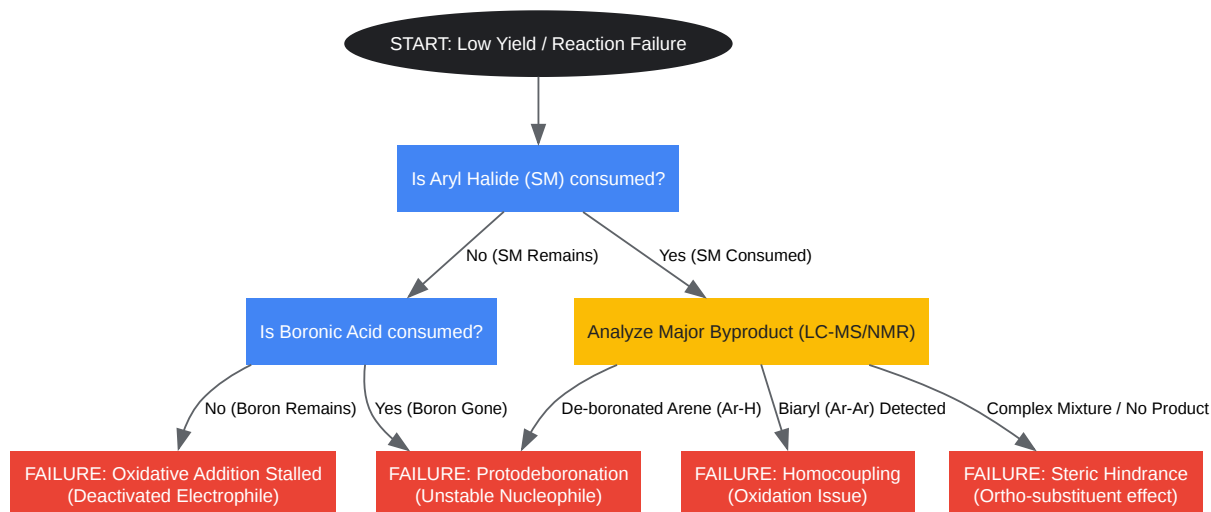 START: Low Yield / Reaction Failure
Is Aryl Halide (SM) consumed?
No (SM Remains)
Yes (SM Consumed)
Is Boronic Acid consumed?
Analyze Major Byproduct (LC-MS/NMR)
No (Boron Remains)
Yes (Boron Gone)
De-boronated Arene (Ar-H)
Biaryl (Ar-Ar) Detected
Complex Mixture / No Product
FAILURE: Oxidative Addition Stalled
(Deactivated Electrophile)
FAILURE: Protodeboronation
(Unstable Nucleophile)
FAILURE: Homocoupling
(Oxidation Issue)
FAILURE: Steric Hindrance
(Ortho-substituent effect)